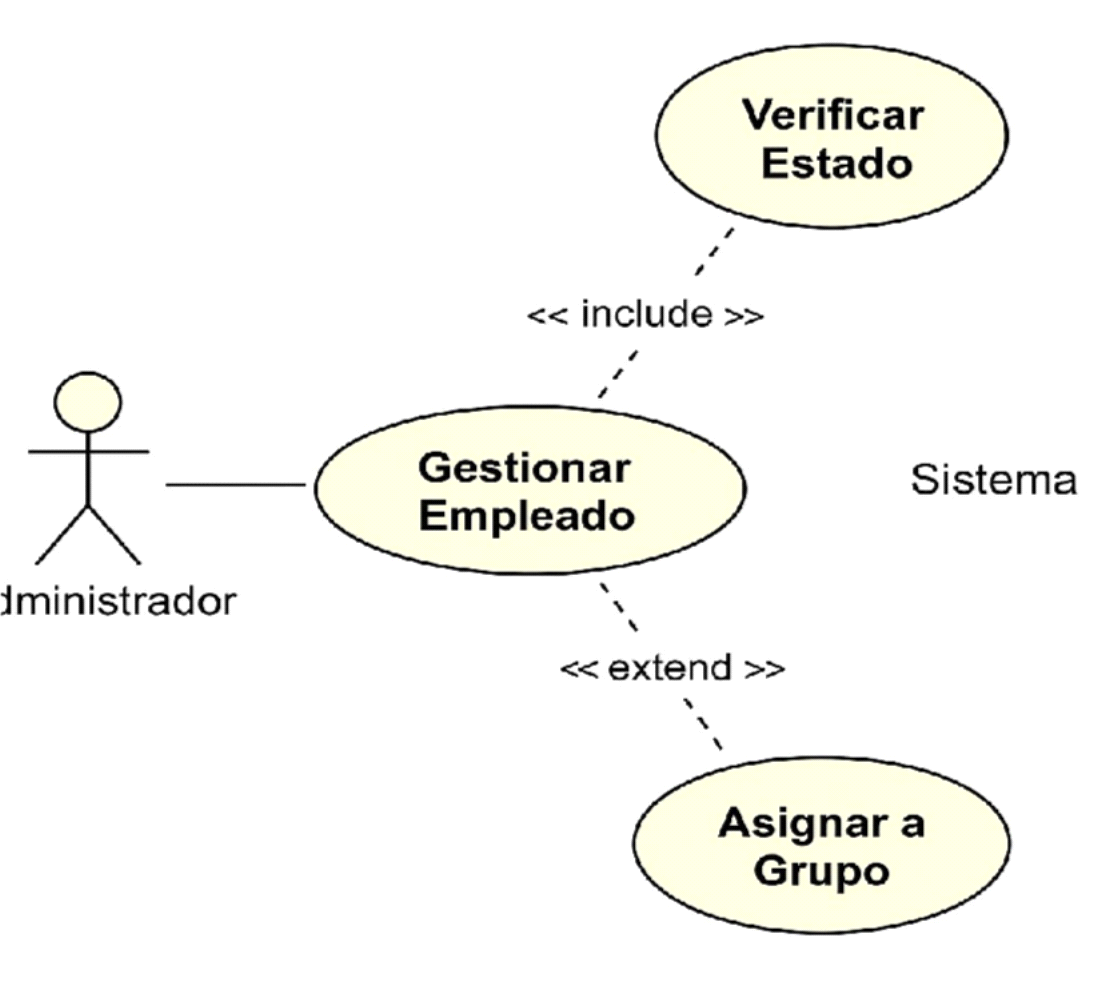 Verificar
Estado
<< include >>
Gestionar
Empleado
Sistema
dministrador
<< extend >>
Asignar a
Grupo